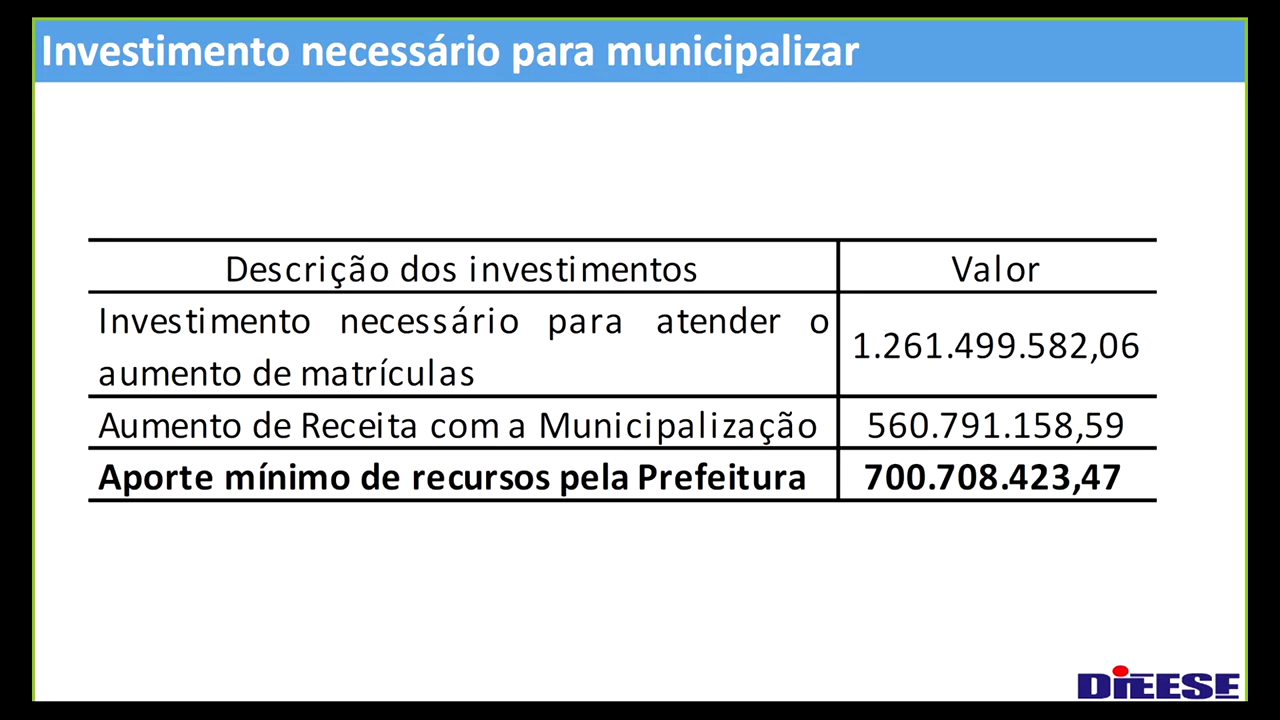 Investimento necessário para municipalizar
Descrição dos investimentos
Valor
Investimento necessário para atender o
aumento de matrículas
1.261.499.582,06
Aumento de Receita com a Municipalização
560.791.158,59
Aporte mínimo de recursos pela Prefeitura
700.708.423,47
DIEESE